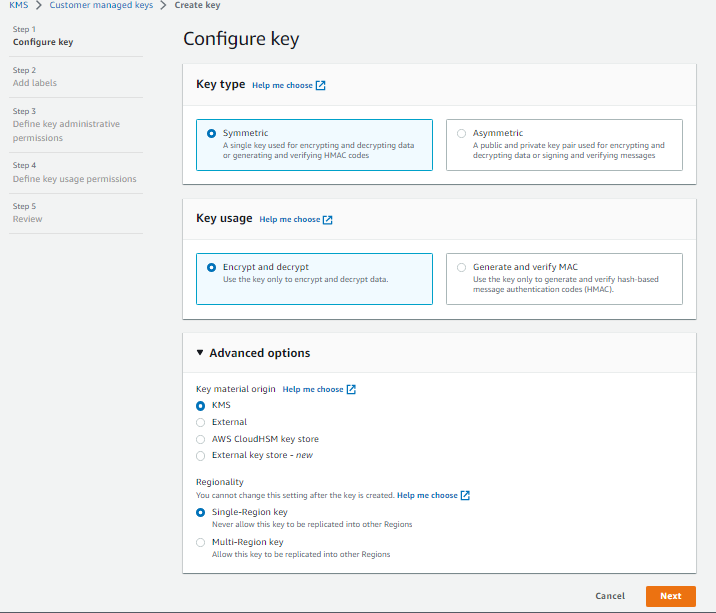 KMS > Customer managed keys > Create key
Step 1
Configure key
Step 2
Add labels
Step 3
Define key administrative
permissions
Step 4
Define key usage permissions
Step 5
Review
Configure key
Key type Help me choose
Symmetric
A single key used for encrypting and decrypting data
or generating and verifying HMAC codes
Asymmetric
A public and private key pair used for encrypting and
decrypting data or signing and verifying messages
Key usage Help me choose
Encrypt and decrypt
Use the key only to encrypt and decrypt data.
Generate and verify MAC
Use the key only to generate and verify hash-based
message authentication codes (HMAC).
Advanced options
Key material origin Help me choose
KMS
External
AWS CloudHSM key store
External key store - new
Regionality
You cannot change this setting after the key is created. Help me choose
Single-Region key
Never allow this key to be replicated into other Regions
Multi-Region key
Allow this key to be replicated into other Regions
Cancel Next